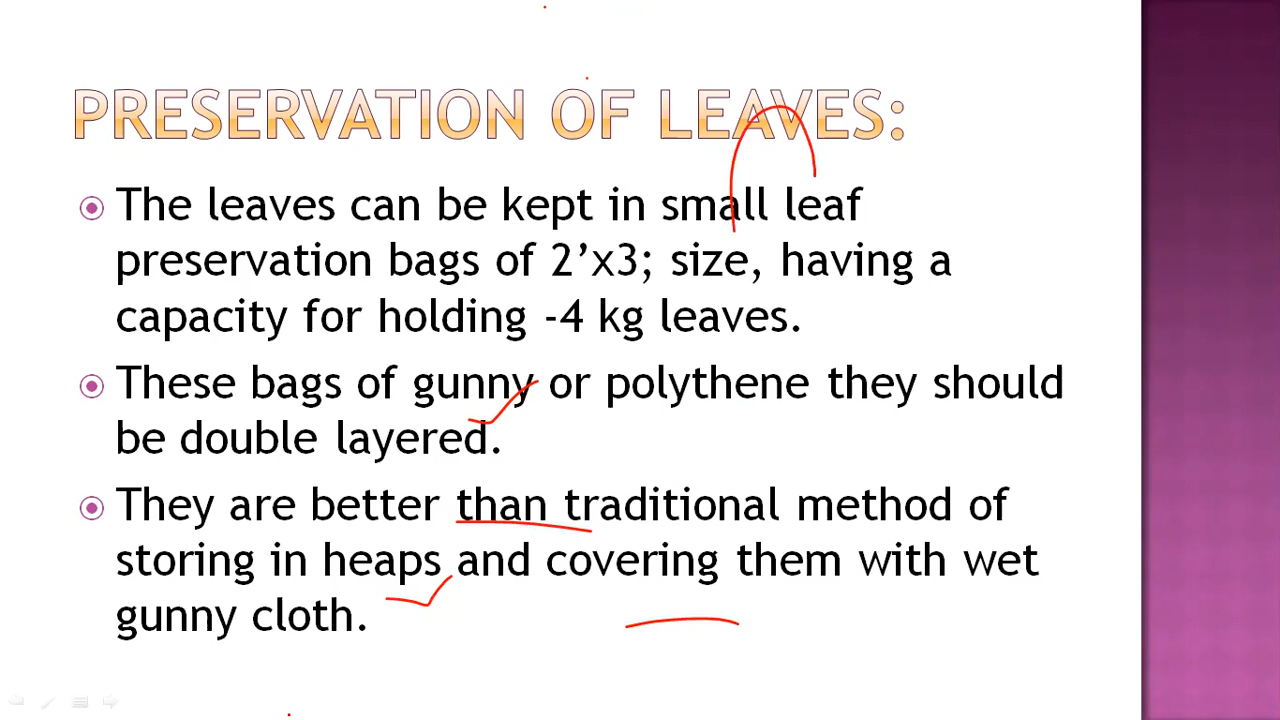 PRESERVATION OF LEAVES:
The leaves can be kept in small leaf
preservation bags of 2’x3; size, having a
capacity for holding -4 kg leaves.
These bags of gunny or polythene they should
be double layered.
They are better than traditional method of
storing in heaps and covering them with wet
gunny cloth.